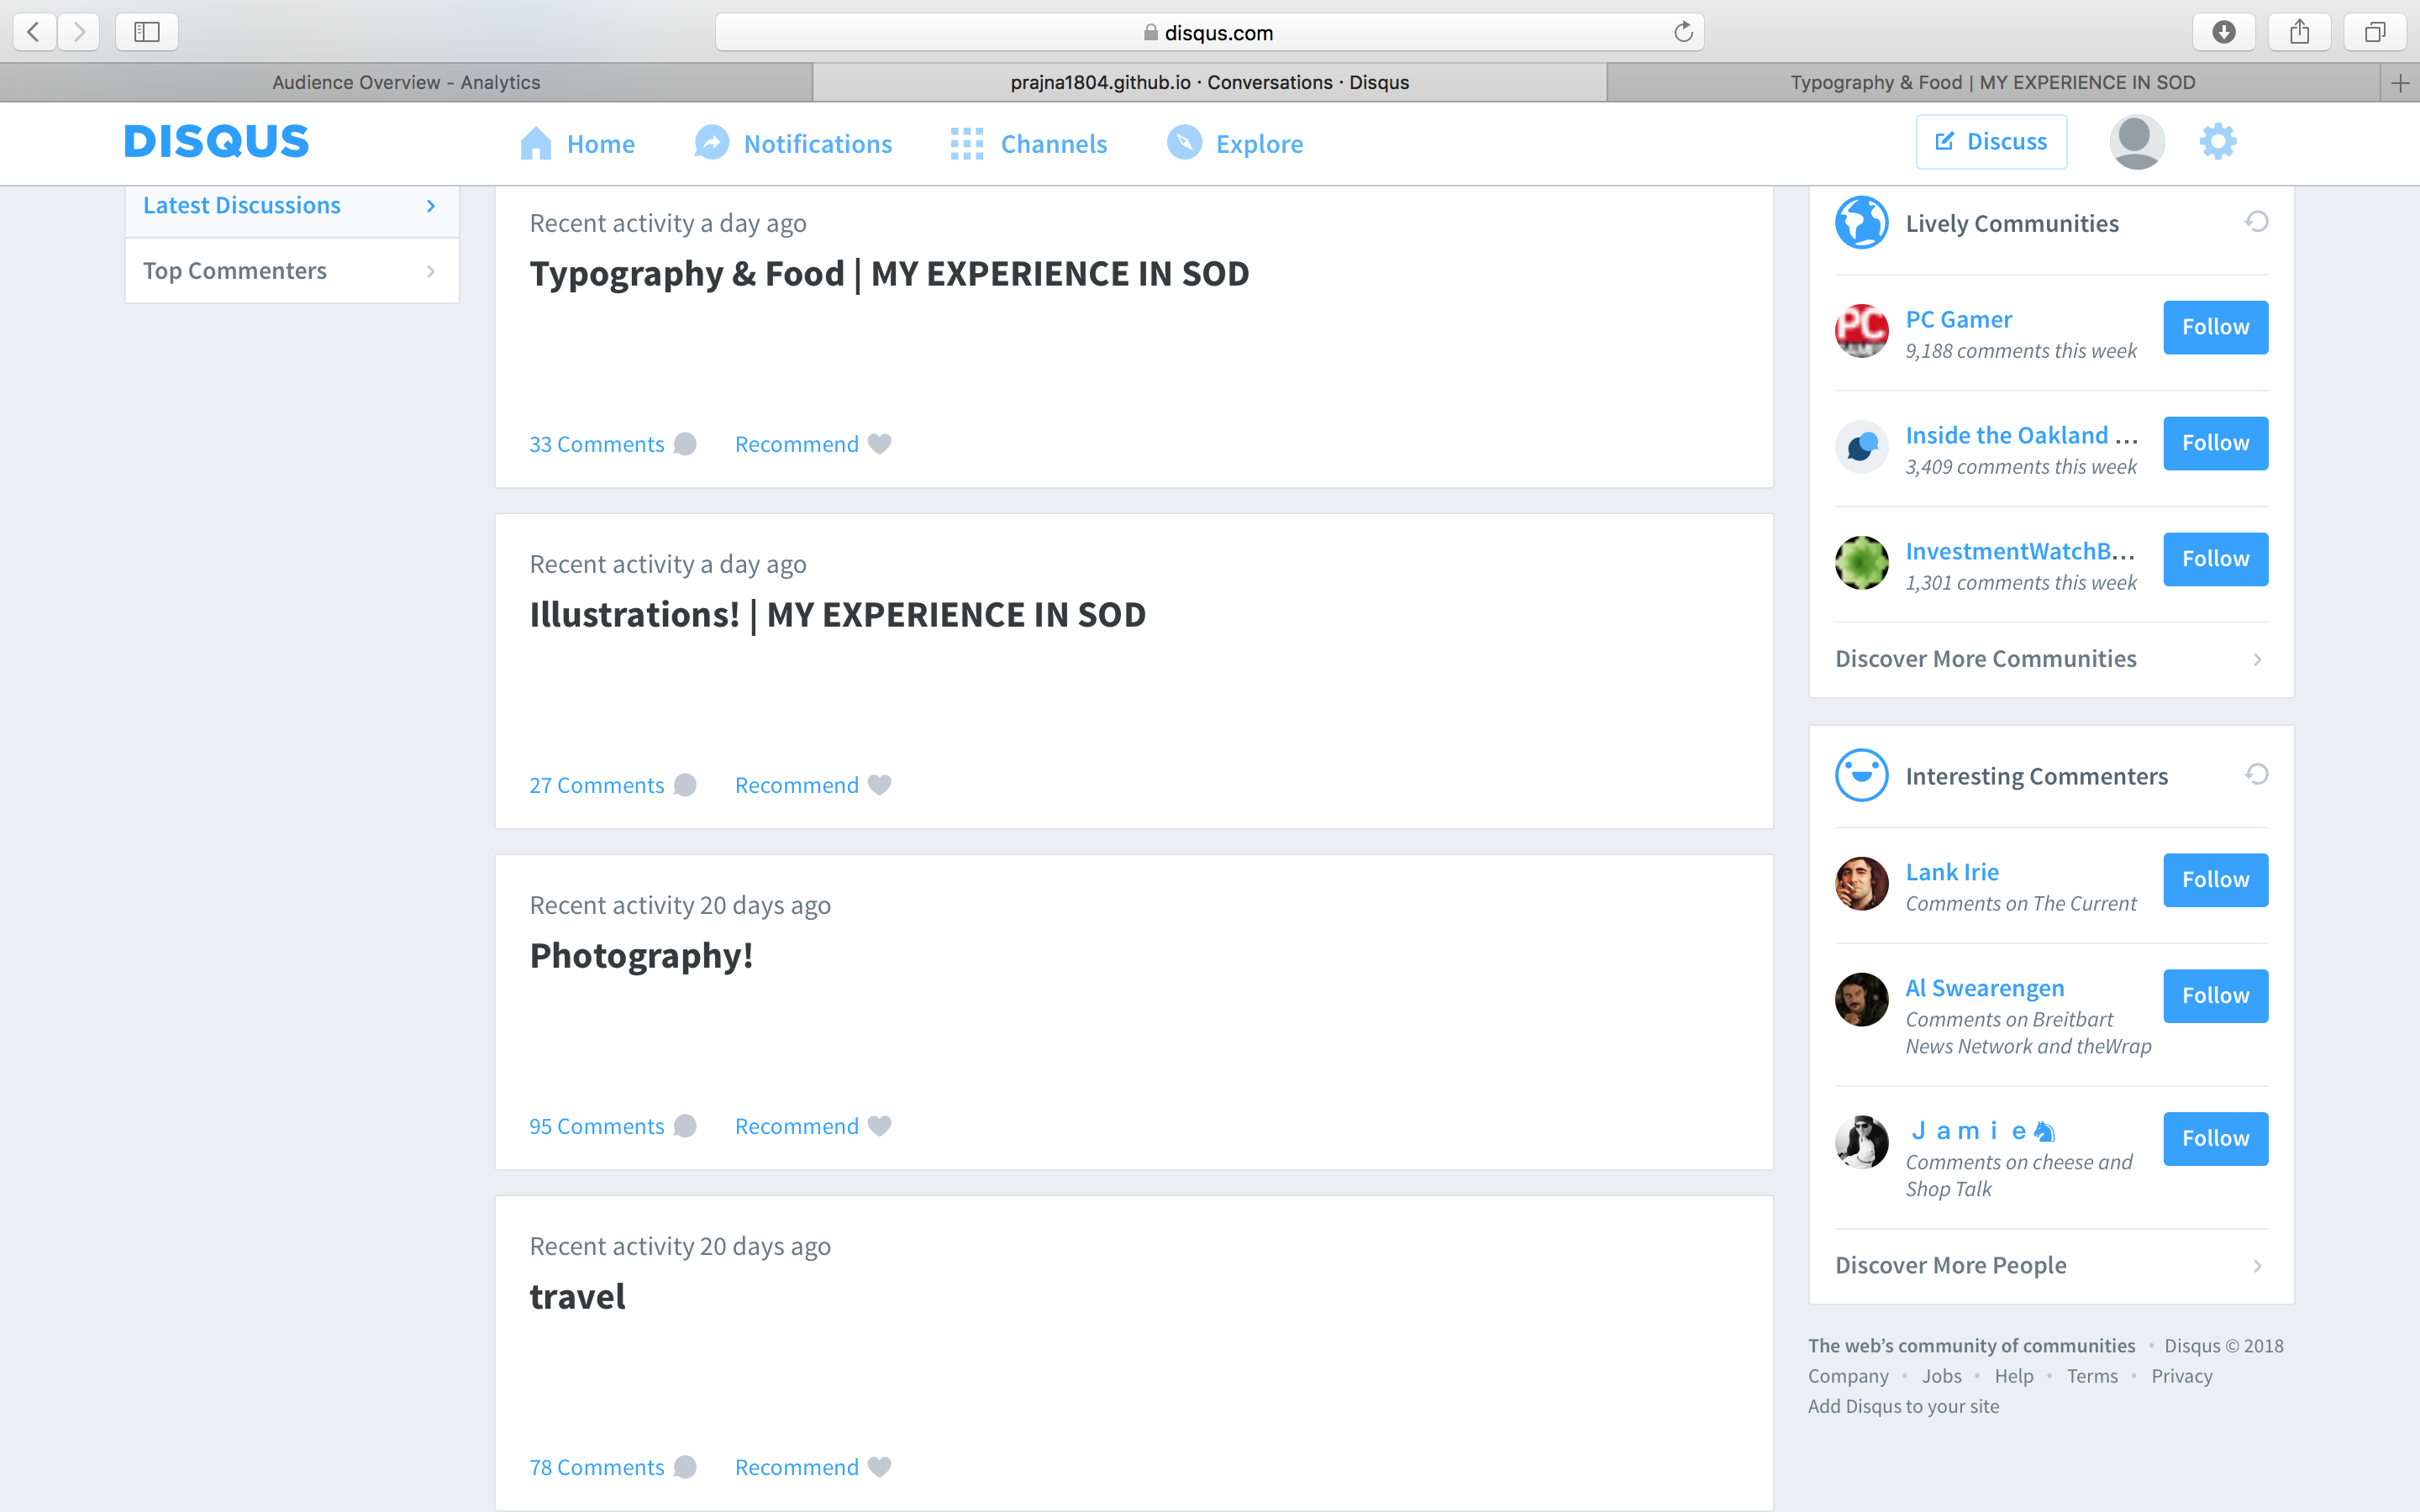 disqus.com
Audience Overview - Analytics
prajna1804.github.io · Conversations · Disqus
Typography & Food | MY EXPERIENCE IN SOD
DISQUS
Home
Notifications
Channels
Explore
Discuss
Latest Discussions
Top Commenters
Recent activity a day ago
Typography & Food | MY EXPERIENCE IN SOD
33 Comments
Recommend
Recent activity a day ago
Illustrations! | MY EXPERIENCE IN SOD
27 Comments
Recommend
Recent activity 20 days ago
Photography!
95 Comments
Recommend
Recent activity 20 days ago
travel
78 Comments
Recommend
Lively Communities
PC
PC Gamer
9,188 comments this week
Follow
Inside the Oakland ...
3,409 comments this week
Follow
InvestmentWatchB...
1,301 comments this week
Follow
Discover More Communities
Interesting Commenters
Lank Irie
Comments on The Current
Follow
Al Swearengen
Comments on Breitbart
News Network and theWrap
Follow
Ｊａｍｉｅ♞
Comments on cheese and
Shop Talk
Follow
Discover More People
The web’s community of communities • Disqus © 2018
Company • Jobs • Help • Terms • Privacy
Add Disqus to your site